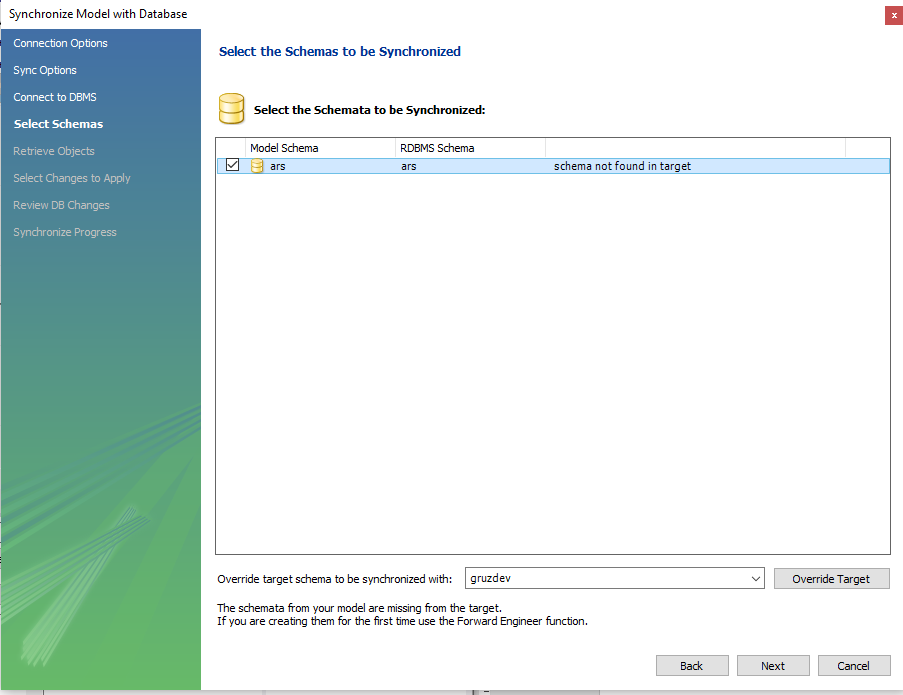 Synchronize Model with Database
x
Connection Options
Sync Options
Connect to DBMS
Select Schemas
Retrieve Objects
Select Changes to Apply
Review DB Changes
Synchronize Progress
Select the Schemas to be Synchronized
Select the Schemata to be Synchronized:
Model Schema RDBMS Schema
ars ars schema not found in target
Override target schema to be synchronized with: gruzdev Override Target
The schemata from your model are missing from the target.
If you are creating them for the first time use the Forward Engineer function.
Back Next Cancel